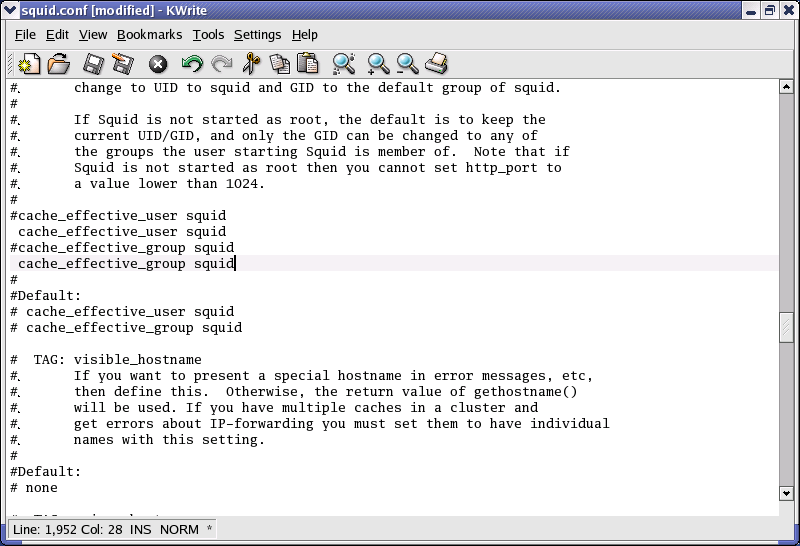 squid.conf [modified] - KWrite
File Edit View Bookmarks Tools Settings Help
#. change to UID to squid and GID to the default group of squid.
#
#. If Squid is not started as root, the default is to keep the
#. current UID/GID, and only the GID can be changed to any of
#. the groups the user starting Squid is member of.  Note that if
#. Squid is not started as root then you cannot set http_port to
#. a value lower than 1024.
#
#cache_effective_user squid
 cache_effective_user squid
#cache_effective_group squid
 cache_effective_group squid
#
#Default:
# cache_effective_user squid
# cache_effective_group squid
#  TAG: visible_hostname
#. If you want to present a special hostname in error messages, etc,
#. then define this.  Otherwise, the return value of gethostname()
#. will be used. If you have multiple caches in a cluster and
#. get errors about IP-forwarding you must set them to have individual
#. names with this setting.
#
#Default:
# none
Line: 1,952 Col: 28 INS NORM *